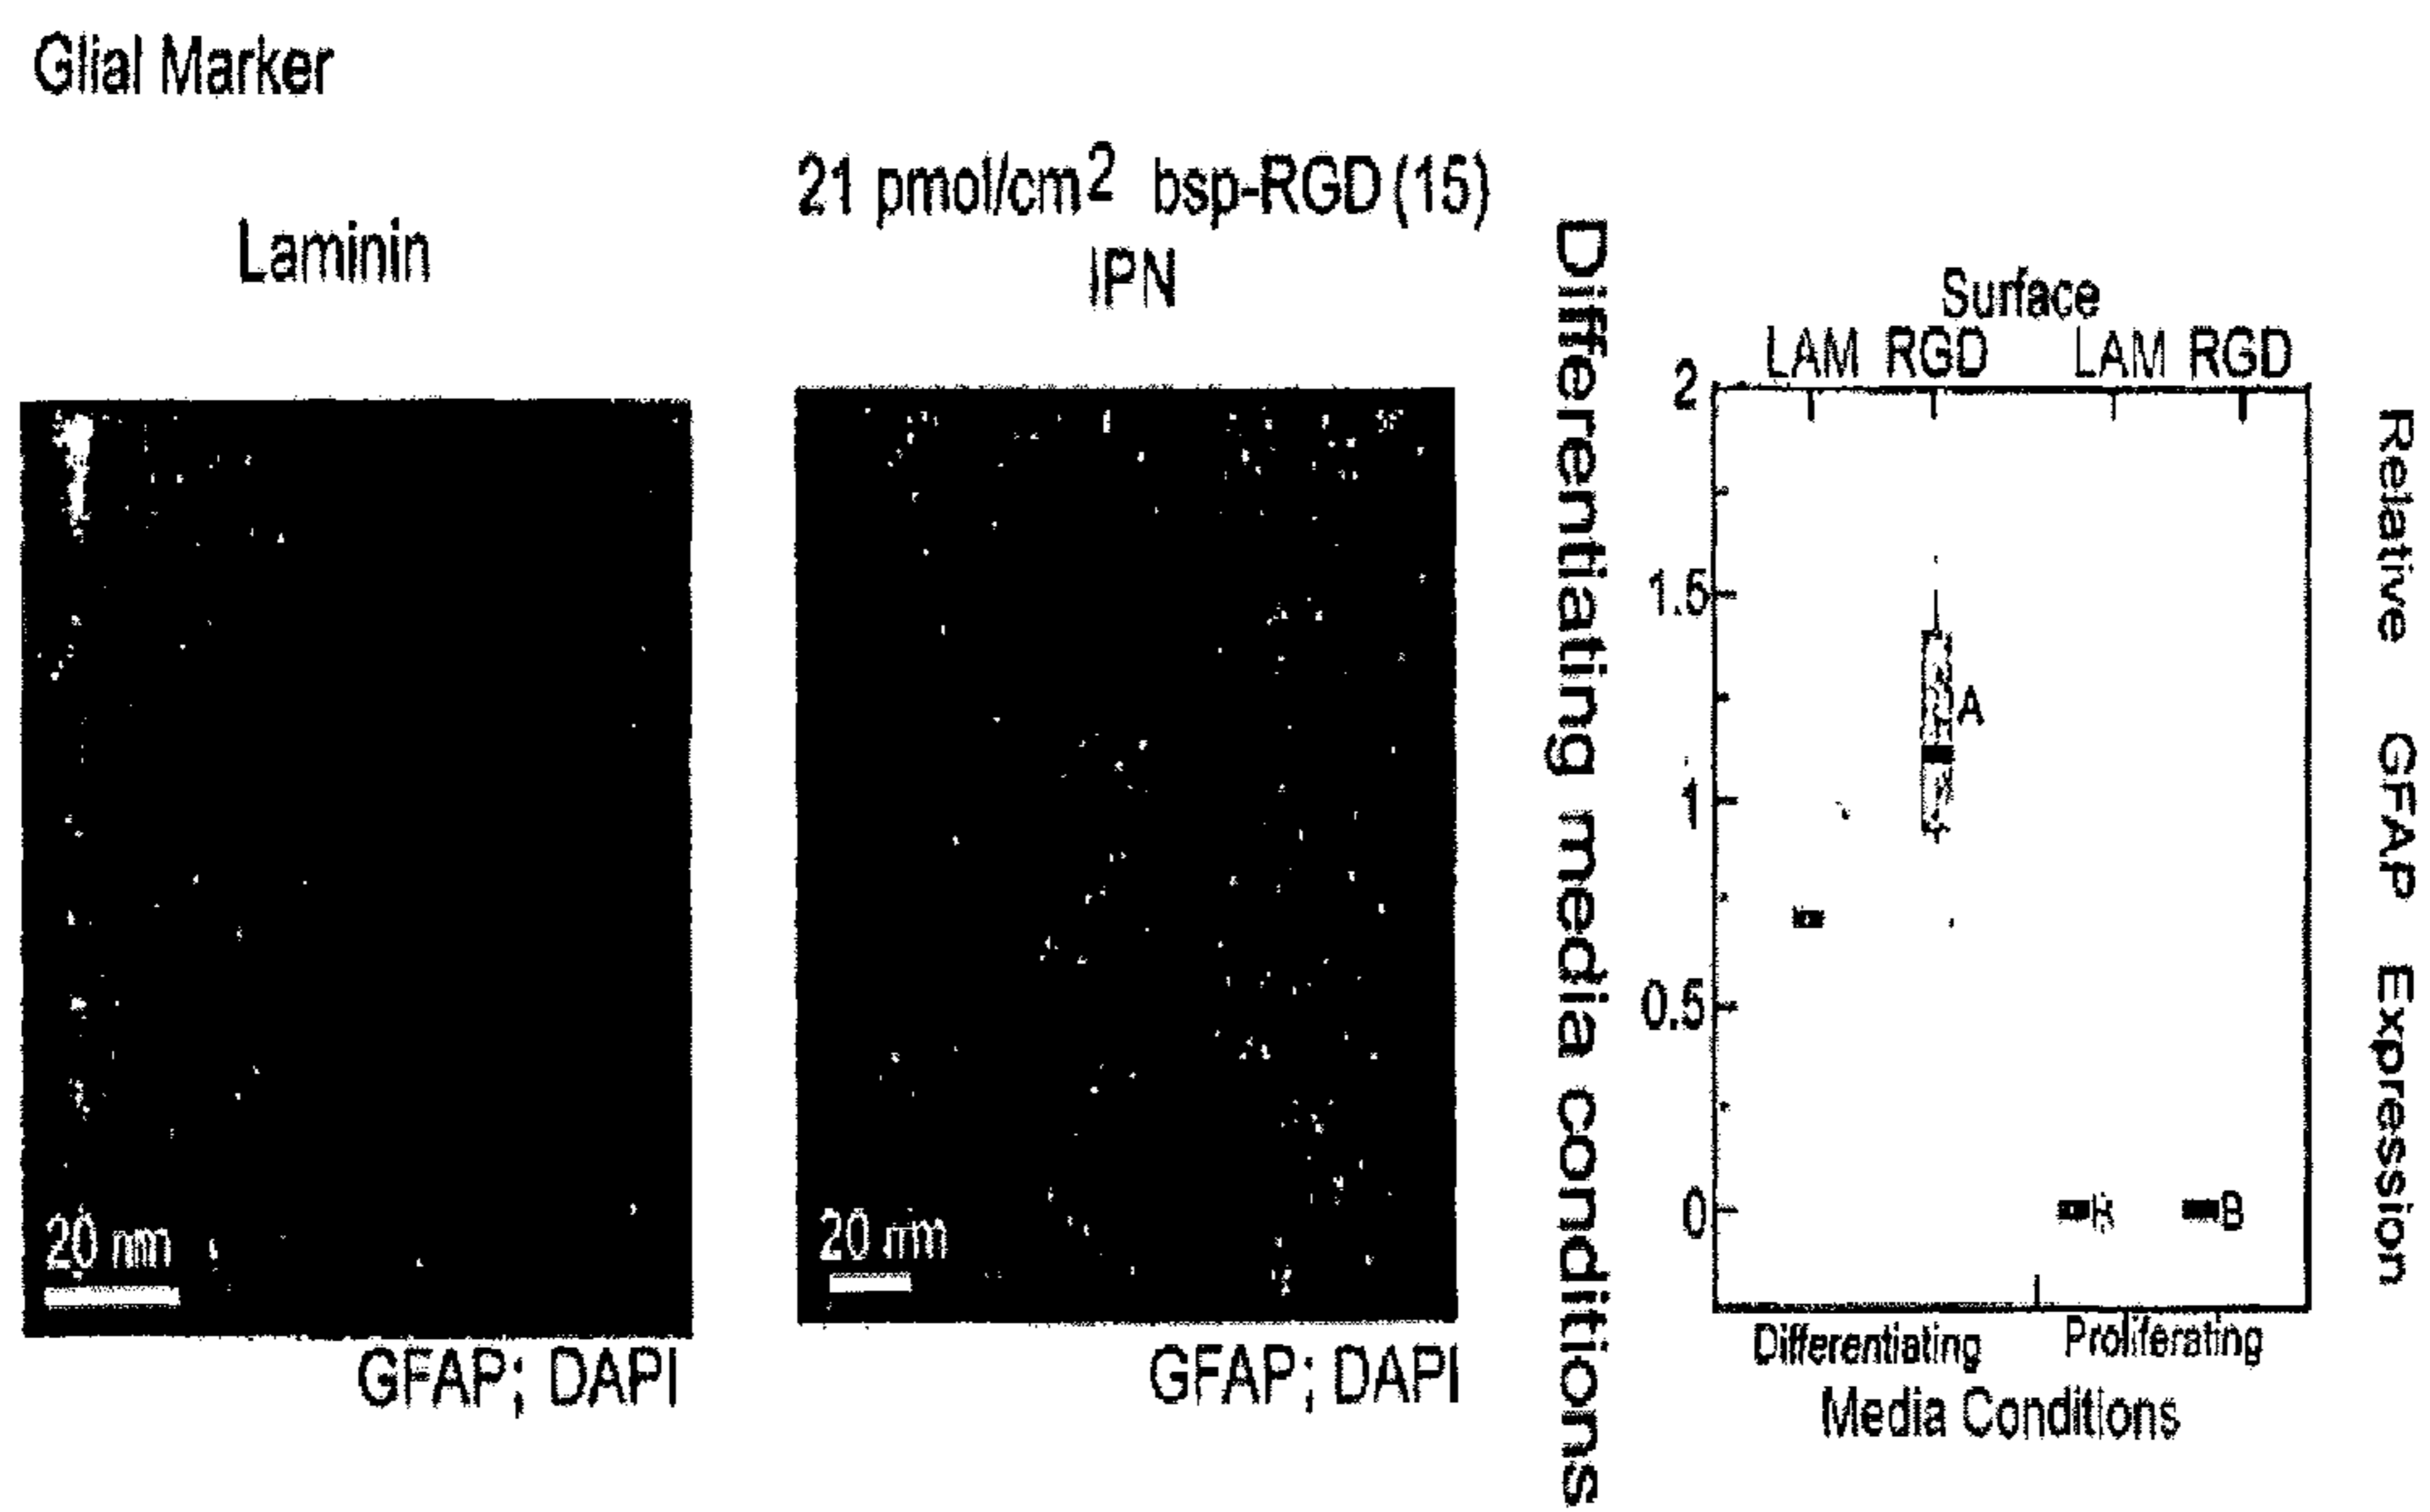 Glial Marker
Laminin
21 pmol/cm2 bsp-RGD (15)
IPN
20 nm
GFAP; DAPI
20 nm
GFAP; DAPI
Differentiating media conditions
Surface
LAM RGD LAM RGD
2
1.5
1
0.5
0
A
B
Differentiating Proliferating
Media Conditions
Relative GFAP Expression